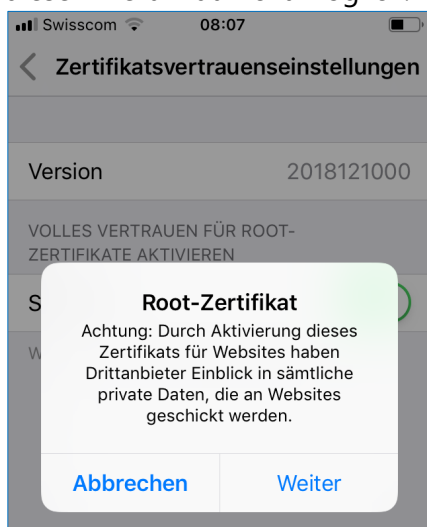 Swisscom 08:07
Zertifikatsvertrauenseinstellungen
Version 2018121000
VOLLES VERTRAUEN FÜR ROOT-
ZERTIFIKATE AKTIVIEREN
S
Root-Zertifikat
W
Achtung: Durch Aktivierung dieses
Zertifikats für Websites haben
Drittanbieter Einblick in sämtliche
private Daten, die an Websites
geschickt werden.
Abbrechen Weiter